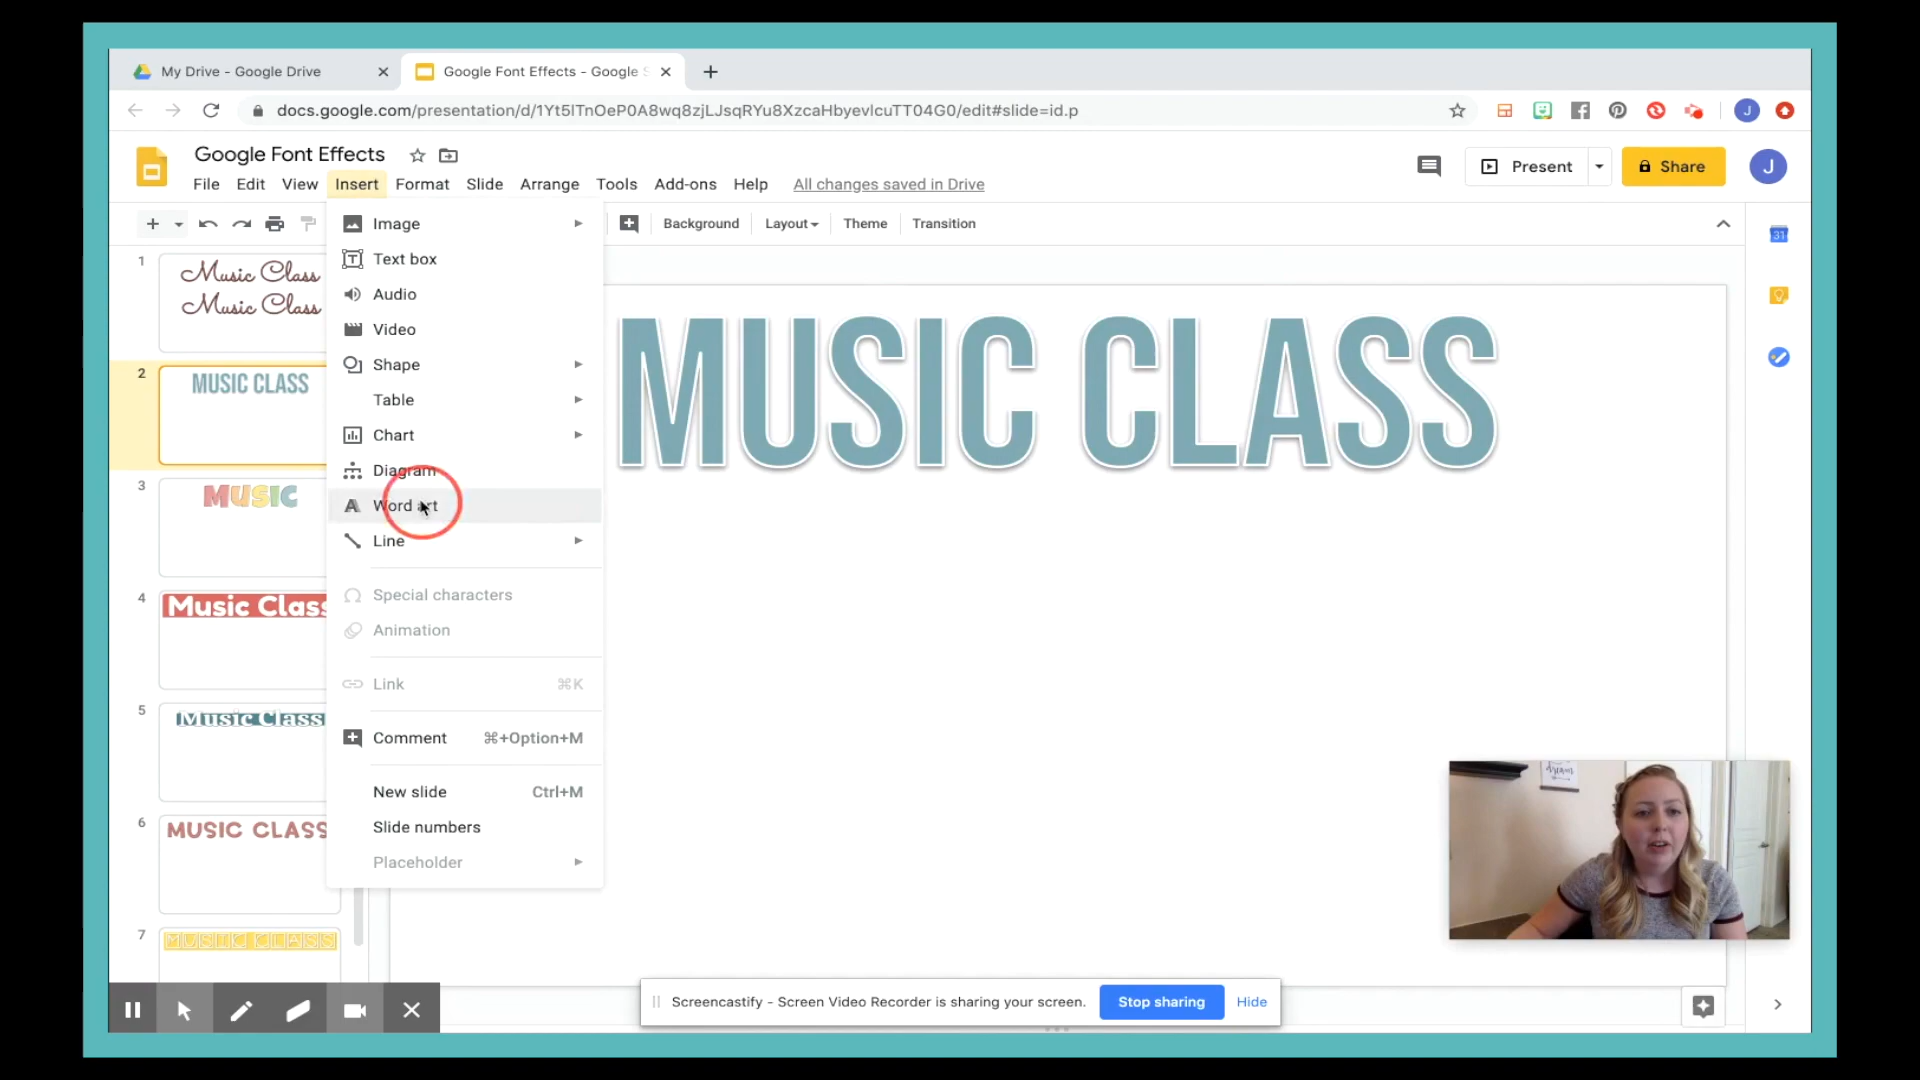 My Drive - Google Drive
Google Font Effects - Google S
docs.google.com/presentation/d/1Yt5lTnOeP0A8wq8zjLJsqRYu8XzcaHbyevlcuTT04G0/edit#slide=id.p
J
Google Font Effects
File Edit View Insert Format Slide Arrange Tools Add-ons Help All changes saved in Drive
Present
Share
J
Background Layout Theme Transition
31
1
Music Class
Music Class
2
MUSIC CLASS
3
MUSIC
4
Music Class
5
Music Class
6
MUSIC CLASS
7
MUSIC CLASS
Image
Text box
Audio
Video
Shape
Table
Chart
Diagram
Word art
Line
Special characters
Animation
Link ⌘K
Comment ⌘+Option+M
New slide Ctrl+M
Slide numbers
Placeholder
MUSIC CLASS
dream
Screencastify - Screen Video Recorder is sharing your screen. Stop sharing Hide